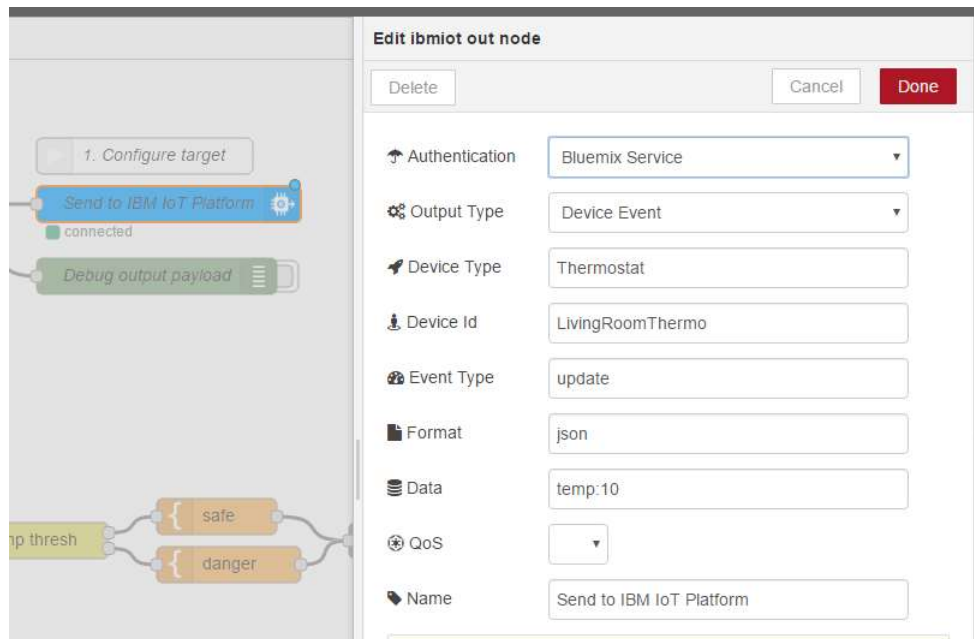 Edit ibmiot out node
Delete
Cancel
Done
1. Configure target
Send to IBM IoT Platform
connected
Debug output payload
Authentication
Bluemix Service
Output Type
Device Event
Device Type
Thermostat
Device Id
LivingRoomThermo
Event Type
update
Format
json
Data
temp:10
QoS
Name
Send to IBM IoT Platform
thresh
safe
danger